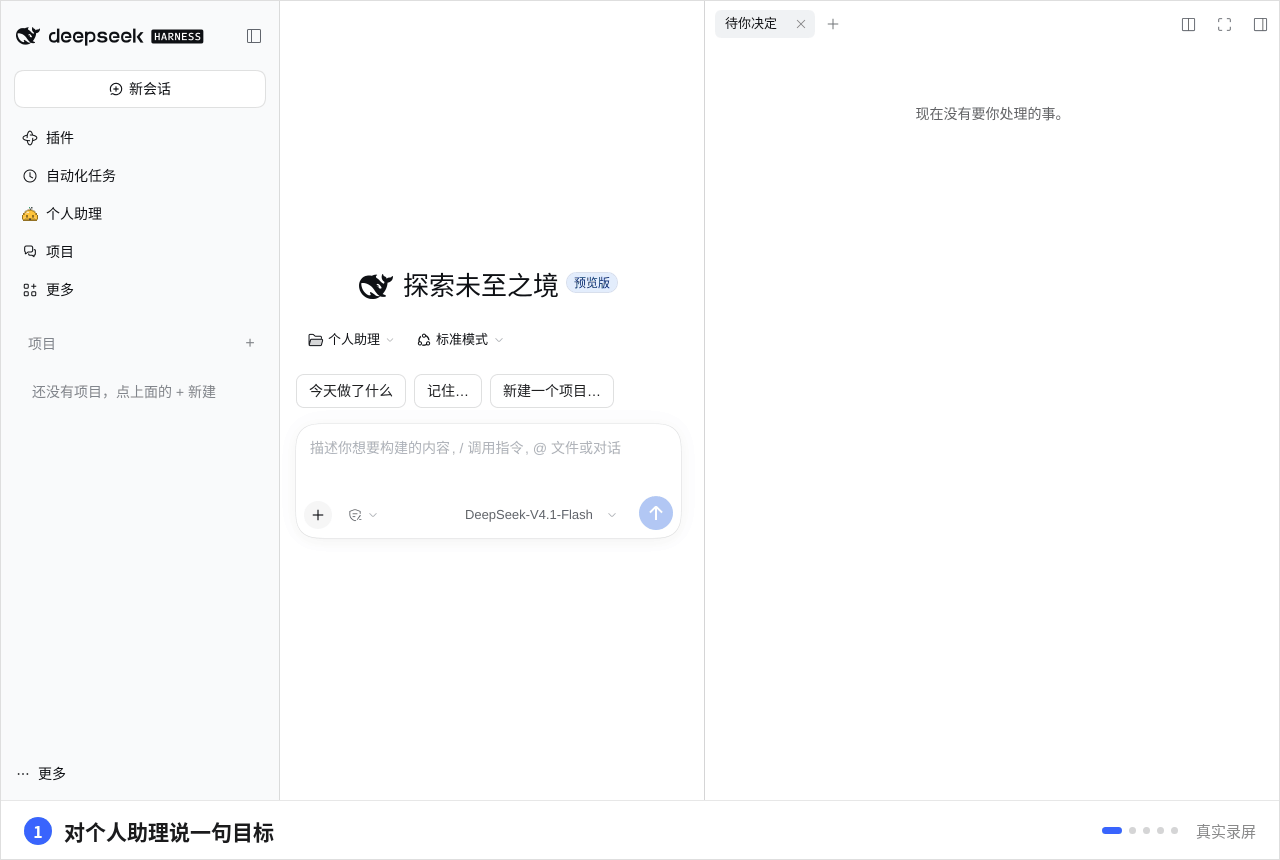 deepseek HARNESS
新会话
插件
自动化任务
个人助理
项目
更多
项目 +
还没有项目，点上面的 + 新建
··· 更多
探索未至之境 预览版
个人助理 标准模式
今天做了什么 记住… 新建一个项目…
描述你想要构建的内容, / 调用指令, @ 文件或对话
DeepSeek-V4.1-Flash
待你决定
现在没有要你处理的事。
1 对个人助理说一句目标
真实录屏